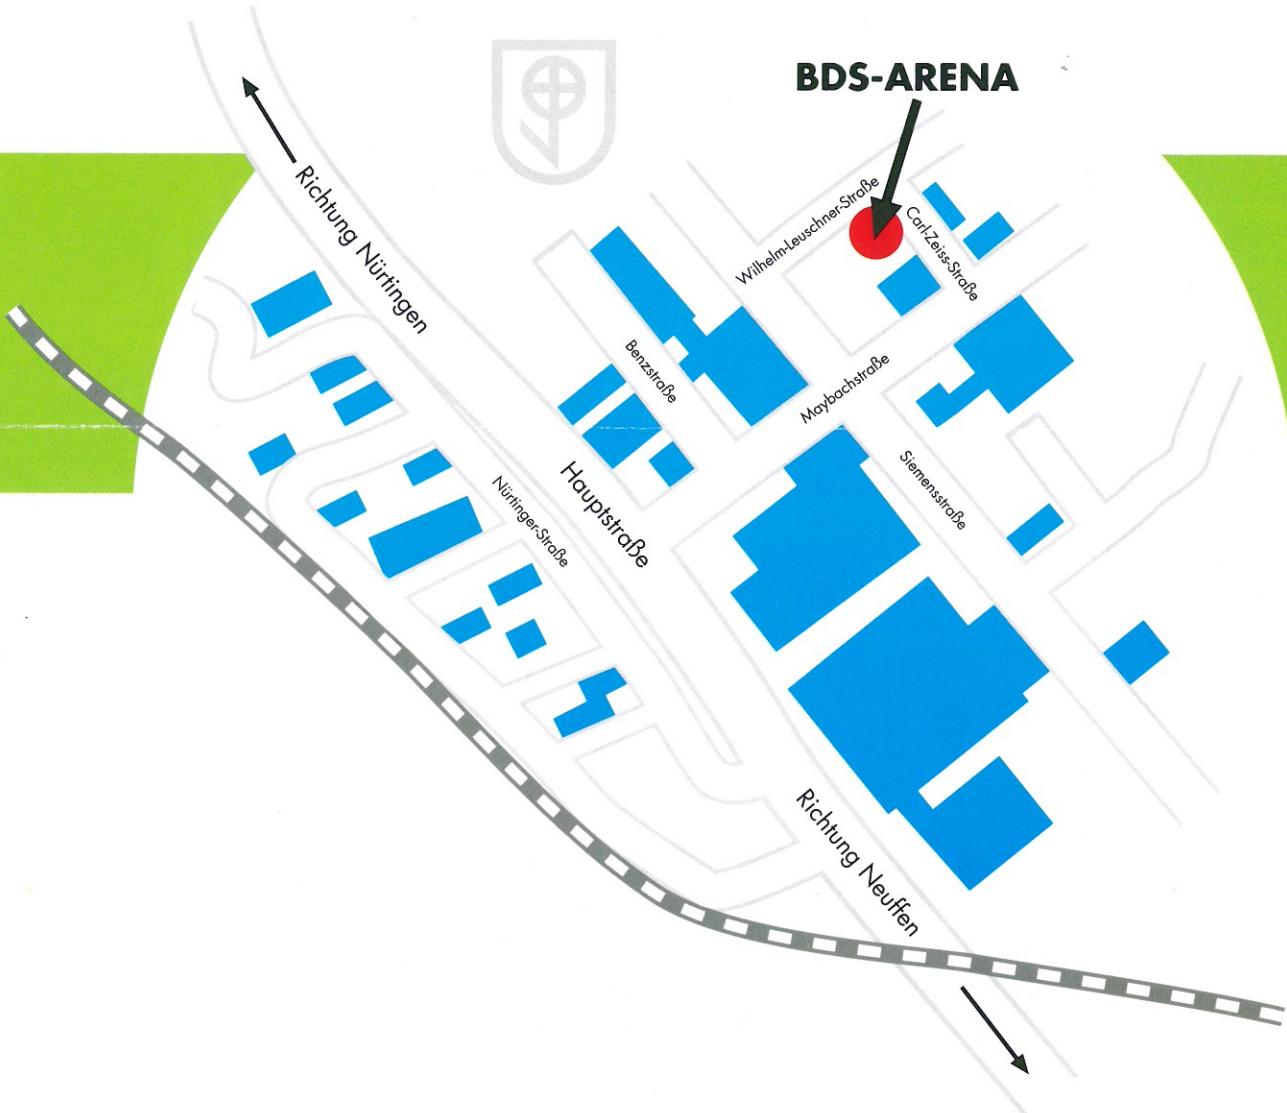 BDS-ARENA
Richtung Nürtingen
Wilhelm-Leuschner-Straße
Carl-Zeiss-Straße
Benzstraße
Maybachstraße
Hauptstraße
Nürtinger-Straße
Siemensstraße
Richtung Neuffen